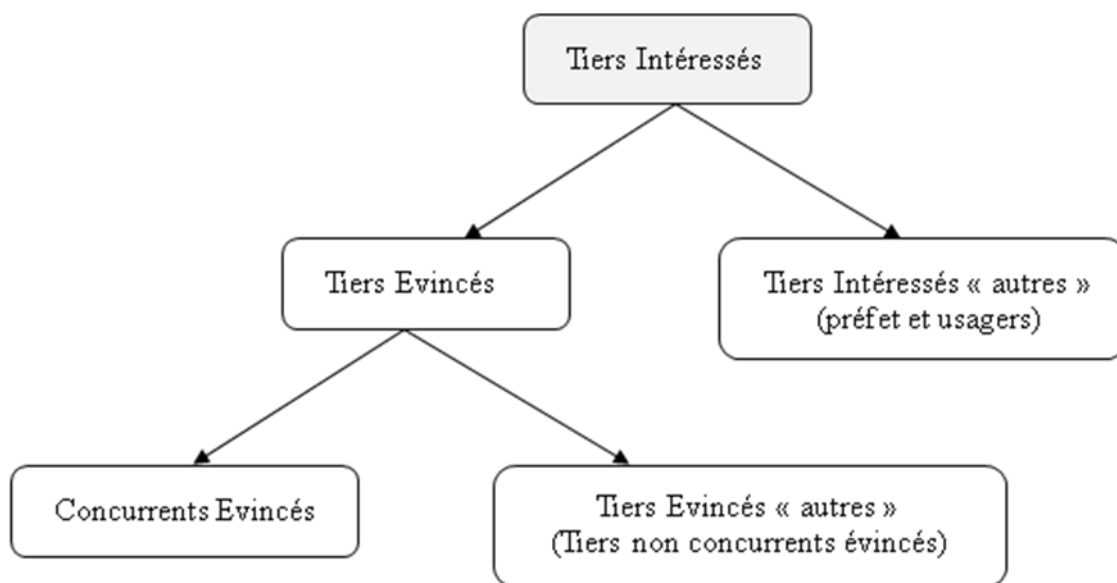 Tiers Intéressés
Tiers Evincés
Tiers Intéressés « autres »
(préfet et usagers)
Concurrents Evincés
Tiers Evincés « autres »
(Tiers non concurrents évincés)